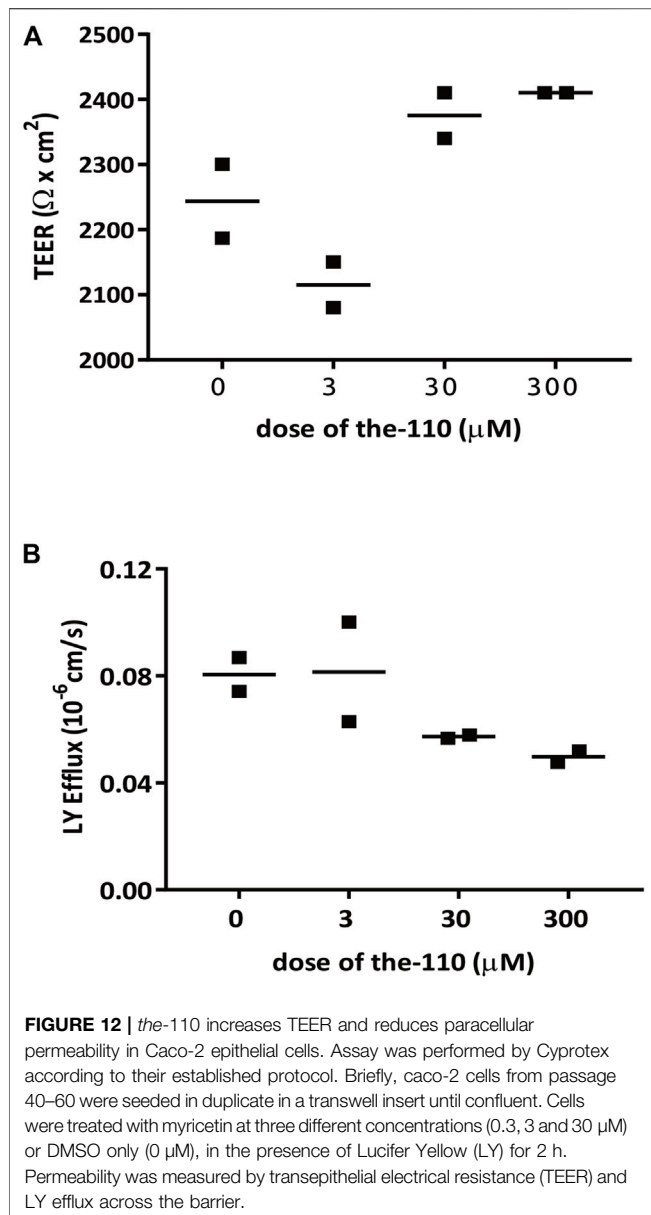 A
2500
2400
2300
2200
2100
2000
TEER (Ω x cm²)
0 3 30 300
dose of the-110 (μM)
B
0.12
0.08
0.04
0.00
LY Efflux (10⁻⁶ cm/s)
0 3 30 300
dose of the-110 (μM)
FIGURE 12 | the-110 increases TEER and reduces paracellular
permeability in Caco-2 epithelial cells. Assay was performed by Cyprotex
according to their established protocol. Briefly, caco-2 cells from passage
40–60 were seeded in duplicate in a transwell insert until confluent. Cells
were treated with myricetin at three different concentrations (0.3, 3 and 30 μM)
or DMSO only (0 μM), in the presence of Lucifer Yellow (LY) for 2 h.
Permeability was measured by transepithelial electrical resistance (TEER) and
LY efflux across the barrier.